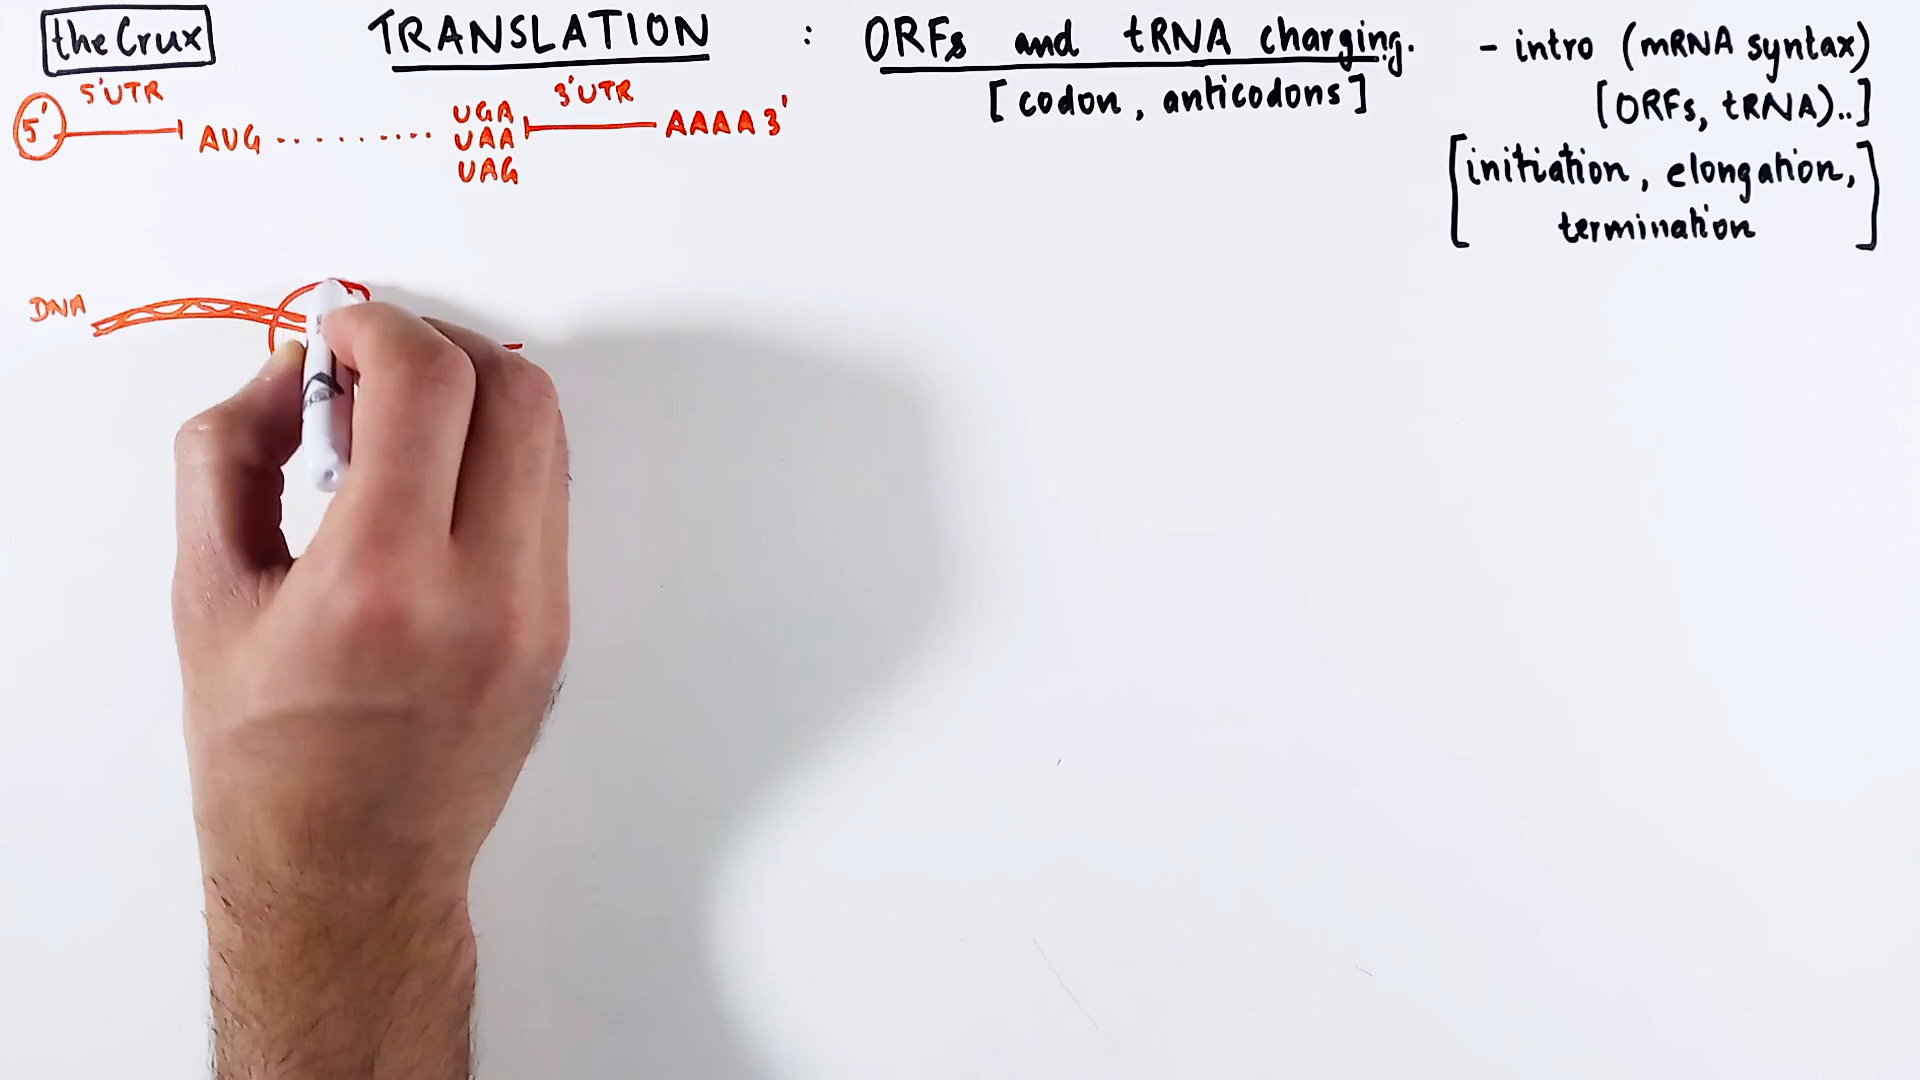 the Crux
TRANSLATION : ORFs and tRNA charging.
[codon, anticodons]
- intro (mRNA syntax)
[ORFs, tRNA)..]
[initiation, elongation,
termination]
5'UTR
3'UTR
5' AUG .......... UGA AAAA 3'
UAA
UAG
DNA